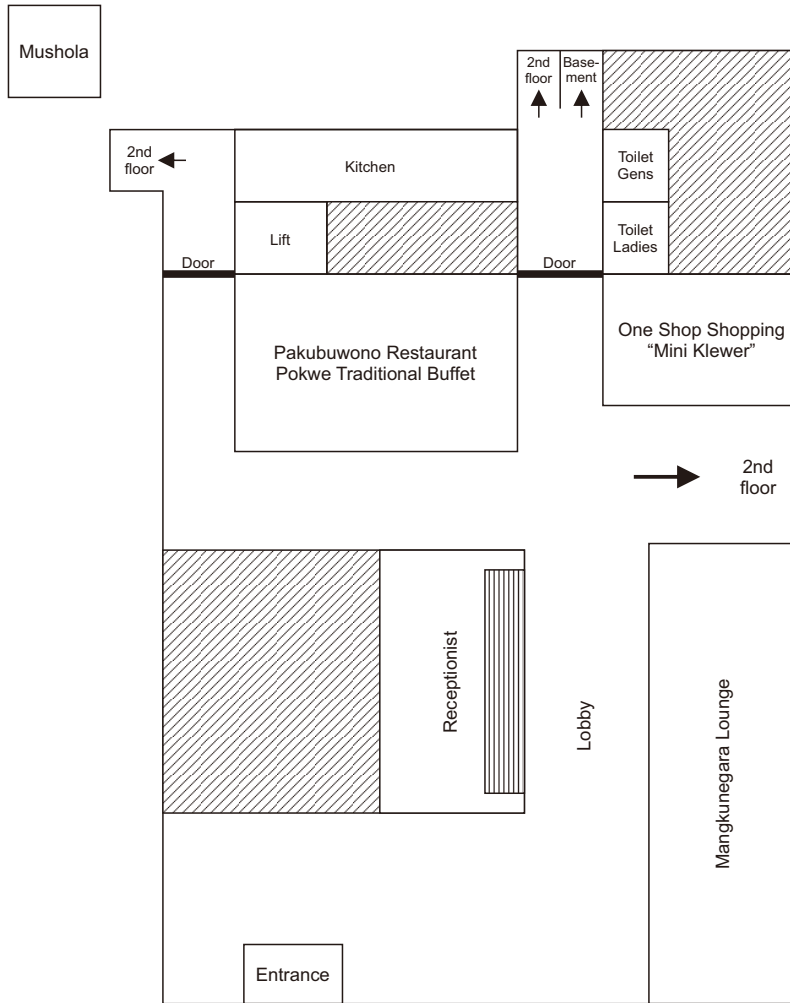 Mushola
2nd
floor
Base-
ment
2nd
floor
Kitchen
Toilet
Gens
Lift
Toilet
Ladies
Door
Door
Pakubuwono Restaurant
Pokwe Traditional Buffet
One Shop Shopping
“Mini Klewer”
2nd
floor
Receptionist
Lobby
Mangkunegara Lounge
Entrance